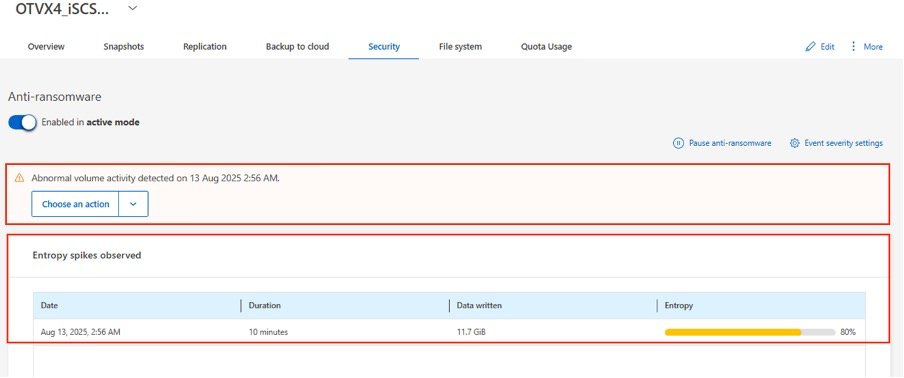 OTVX4_iSCS...
Overview Snapshots Replication Backup to cloud Security File system Quota Usage Edit More
Anti-ransomware
Enabled in active mode
Pause anti-ransomware Event severity settings
Abnormal volume activity detected on 13 Aug 2025 2:56 AM.
Choose an action
Entropy spikes observed
Date Duration Data written Entropy
Aug 13, 2025, 2:56 AM 10 minutes 11.7 GiB 80%